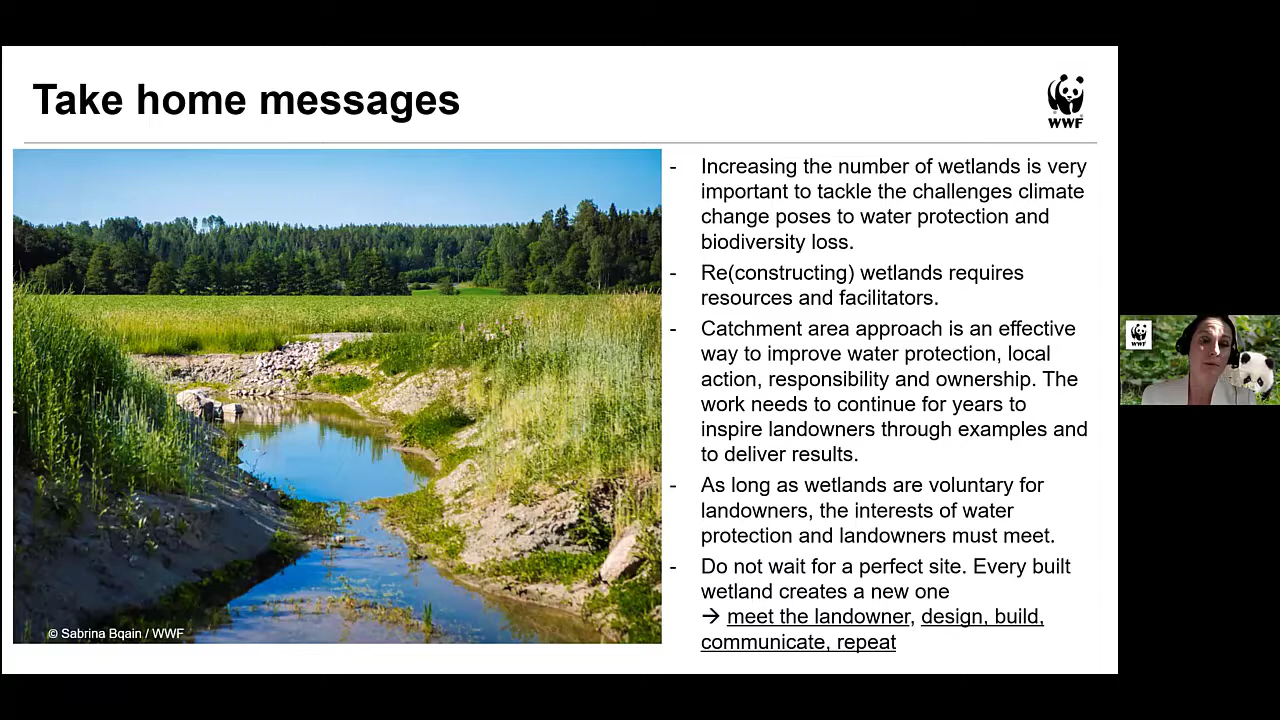 Take home messages
WWF
- Increasing the number of wetlands is very
important to tackle the challenges climate
change poses to water protection and
biodiversity loss.
- Re(constructing) wetlands requires
resources and facilitators.
- Catchment area approach is an effective
way to improve water protection, local
action, responsibility and ownership. The
work needs to continue for years to
inspire landowners through examples and
to deliver results.
- As long as wetlands are voluntary for
landowners, the interests of water
protection and landowners must meet.
- Do not wait for a perfect site. Every built
wetland creates a new one
→ meet the landowner, design, build,
communicate, repeat
© Sabrina Bqain / WWF
WWF